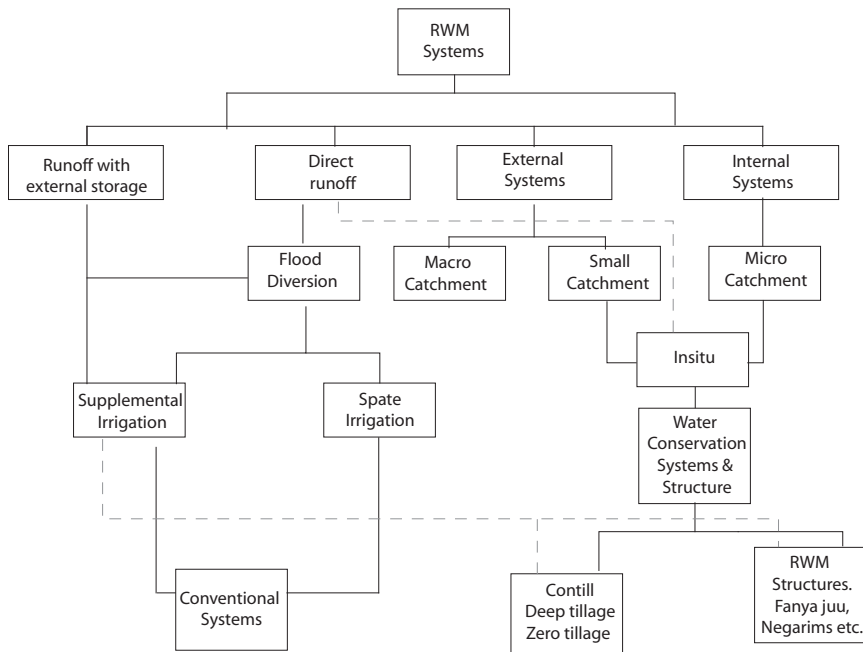 RWM
Systems
Runoff with
external storage
Direct
runoff
External
Systems
Internal
Systems
Flood
Diversion
Macro
Catchment
Small
Catchment
Micro
Catchment
Insitu
Supplemental
Irrigation
Spate
Irrigation
Water
Conservation
Systems &
Structure
Conventional
Systems
Contill
Deep tillage
Zero tillage
RWM
Structures.
Fanya juu,
Negarims etc.